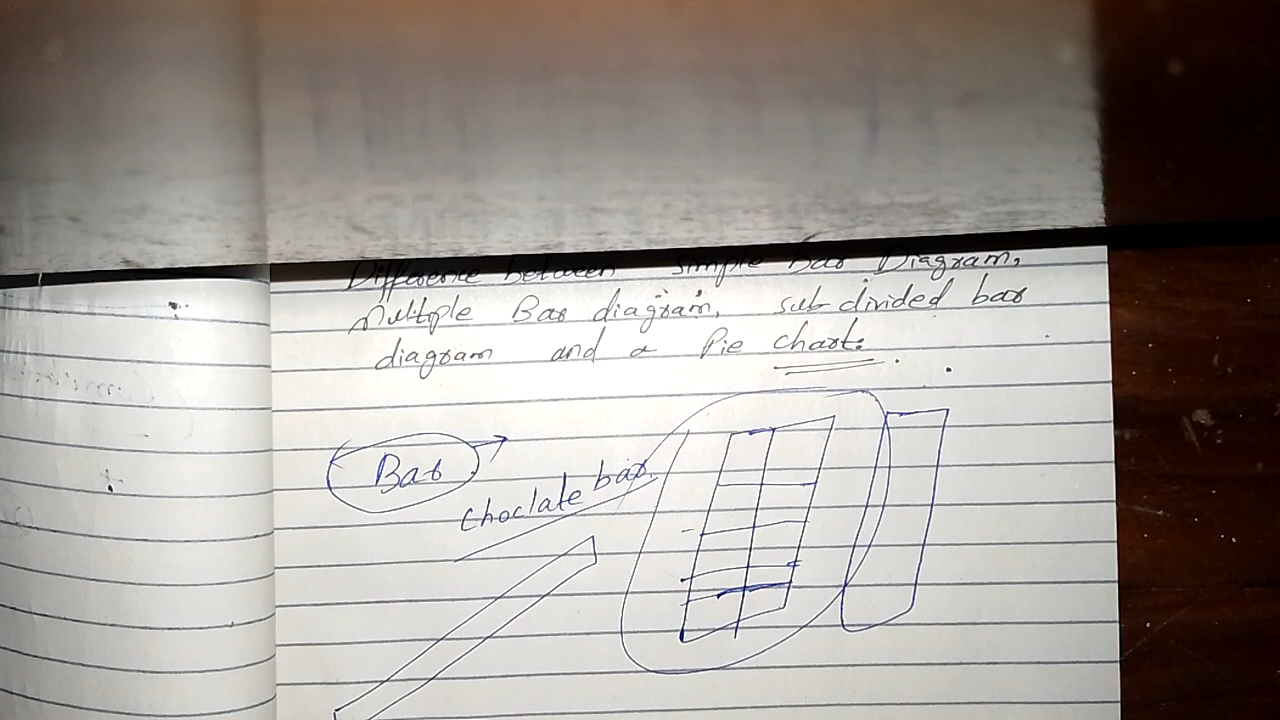 Difference between simple bar Diagram,
Multiple Bar diagram, sub divided bar
diagram and a Pie chart.
Bar
choclate bar